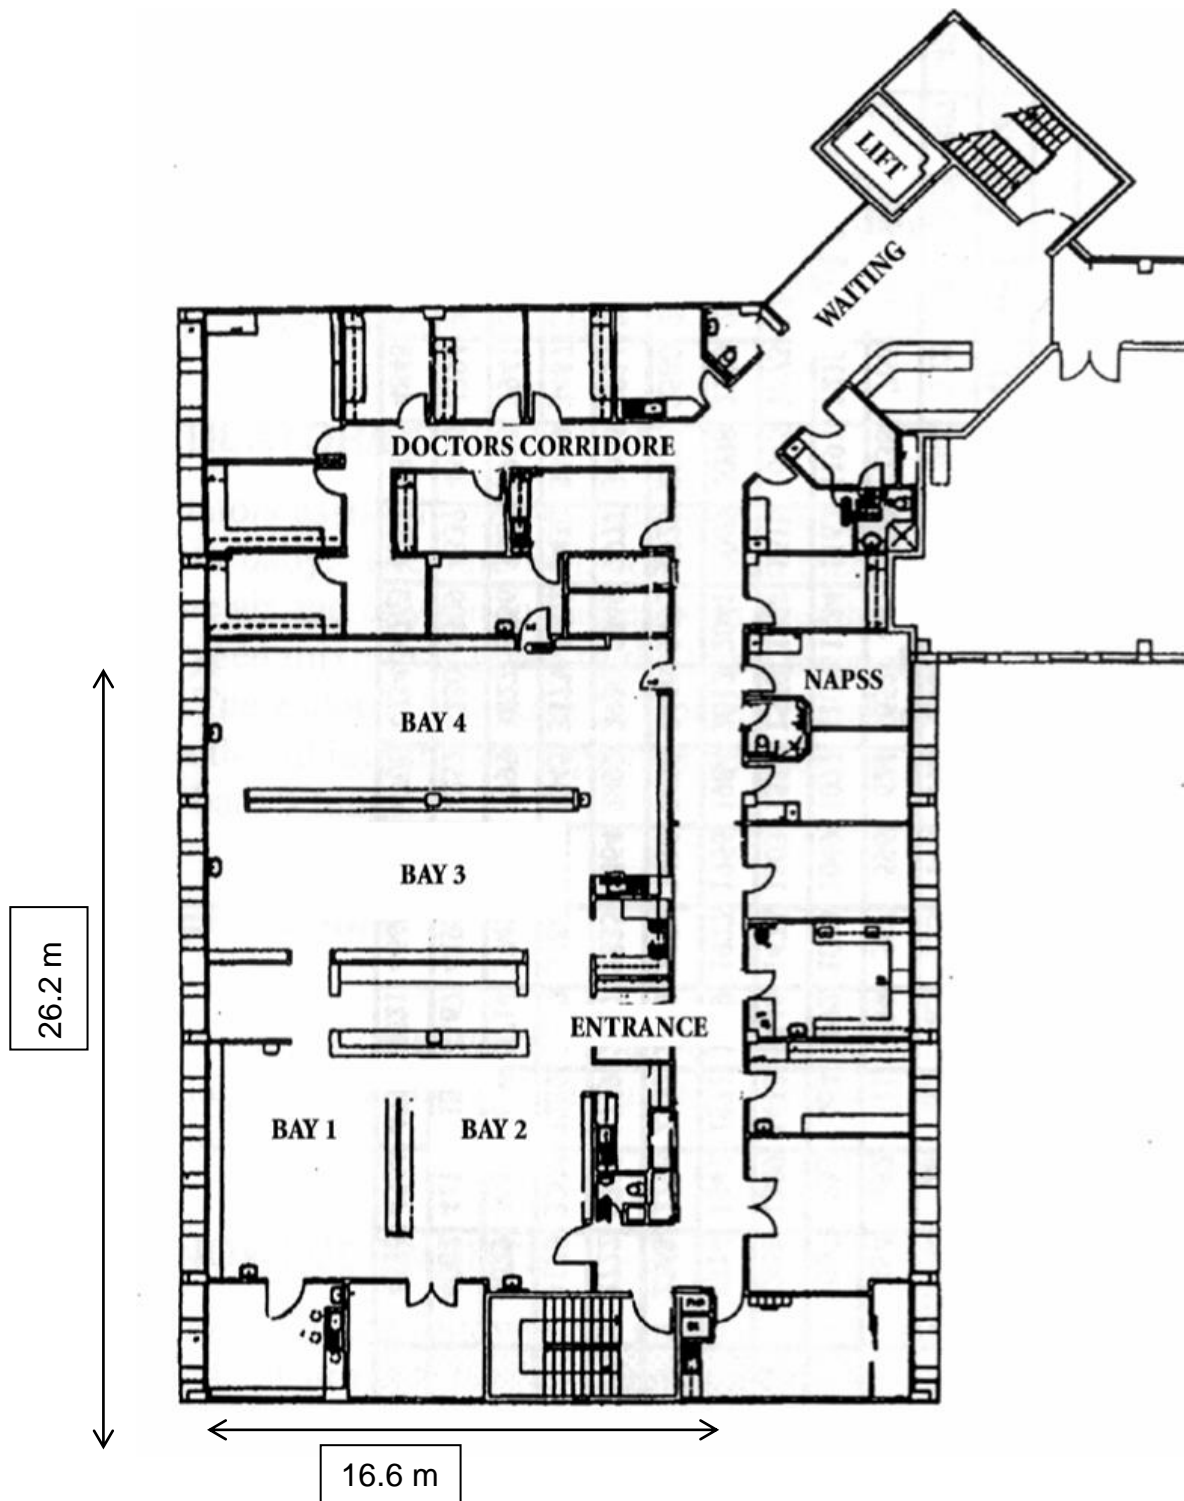 LIFT
WAITING
DOCTORS CORRIDORE
NAPSS
BAY 4
BAY 3
26.2 m
ENTRANCE
BAY 1
BAY 2
16.6 m